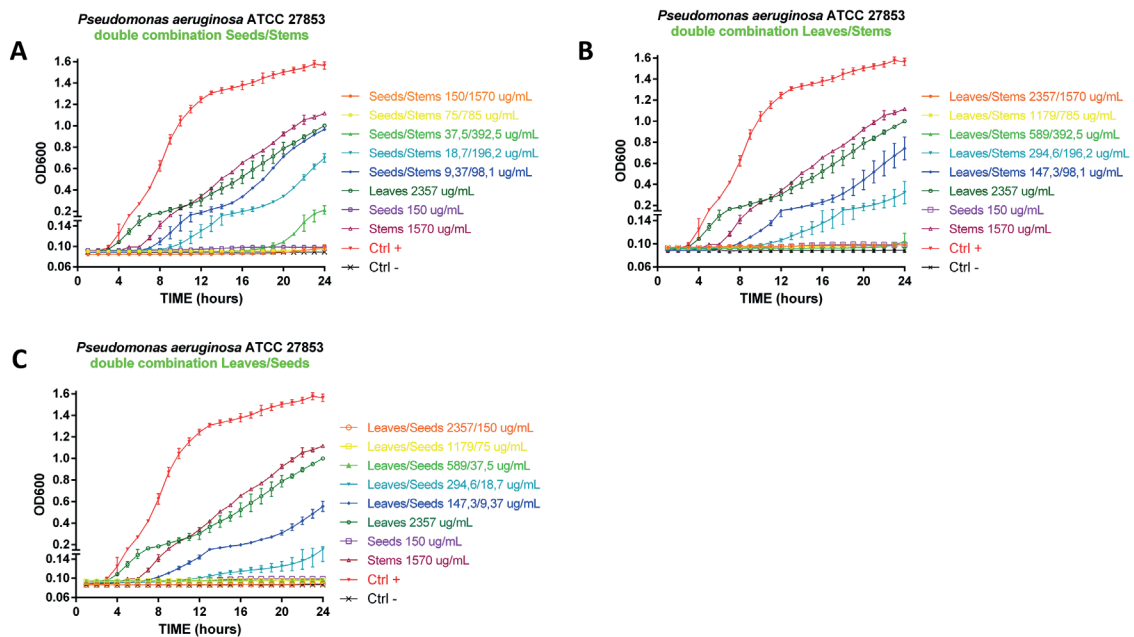 Pseudomonas aeruginosa ATCC 27853
double combination Seeds/Stems
A
1.6
1.4
1.2
1.0
0.8
0.6
0.4
0.2
0.14
0.10
0.06
OD600
0
4
8
12
16
20
24
TIME (hours)
Seeds/Stems 150/1570 ug/mL
Seeds/Stems 75/785 ug/mL
Seeds/Stems 37,5/392,5 ug/mL
Seeds/Stems 18,7/196,2 ug/mL
Seeds/Stems 9,37/98,1 ug/mL
Leaves 2357 ug/mL
Seeds 150 ug/mL
Stems 1570 ug/mL
Ctrl +
Ctrl -
Pseudomonas aeruginosa ATCC 27853
double combination Leaves/Stems
B
1.6
1.4
1.2
1.0
0.8
0.6
0.4
0.2
0.14
0.10
0.06
OD600
0
4
8
12
16
20
24
TIME (hours)
Leaves/Stems 2357/1570 ug/mL
Leaves/Stems 1179/785 ug/mL
Leaves/Stems 589/392,5 ug/mL
Leaves/Stems 294,6/196,2 ug/mL
Leaves/Stems 147,3/98,1 ug/mL
Leaves 2357 ug/mL
Seeds 150 ug/mL
Stems 1570 ug/mL
Ctrl +
Ctrl -
Pseudomonas aeruginosa ATCC 27853
double combination Leaves/Seeds
C
1.6
1.4
1.2
1.0
0.8
0.6
0.4
0.2
0.14
0.10
0.06
OD600
0
4
8
12
16
20
24
TIME (hours)
Leaves/Seeds 2357/150 ug/mL
Leaves/Seeds 1179/75 ug/mL
Leaves/Seeds 589/37,5 ug/mL
Leaves/Seeds 294,6/18,7 ug/mL
Leaves/Seeds 147,3/9,37 ug/mL
Leaves 2357 ug/mL
Seeds 150 ug/mL
Stems 1570 ug/mL
Ctrl +
Ctrl -